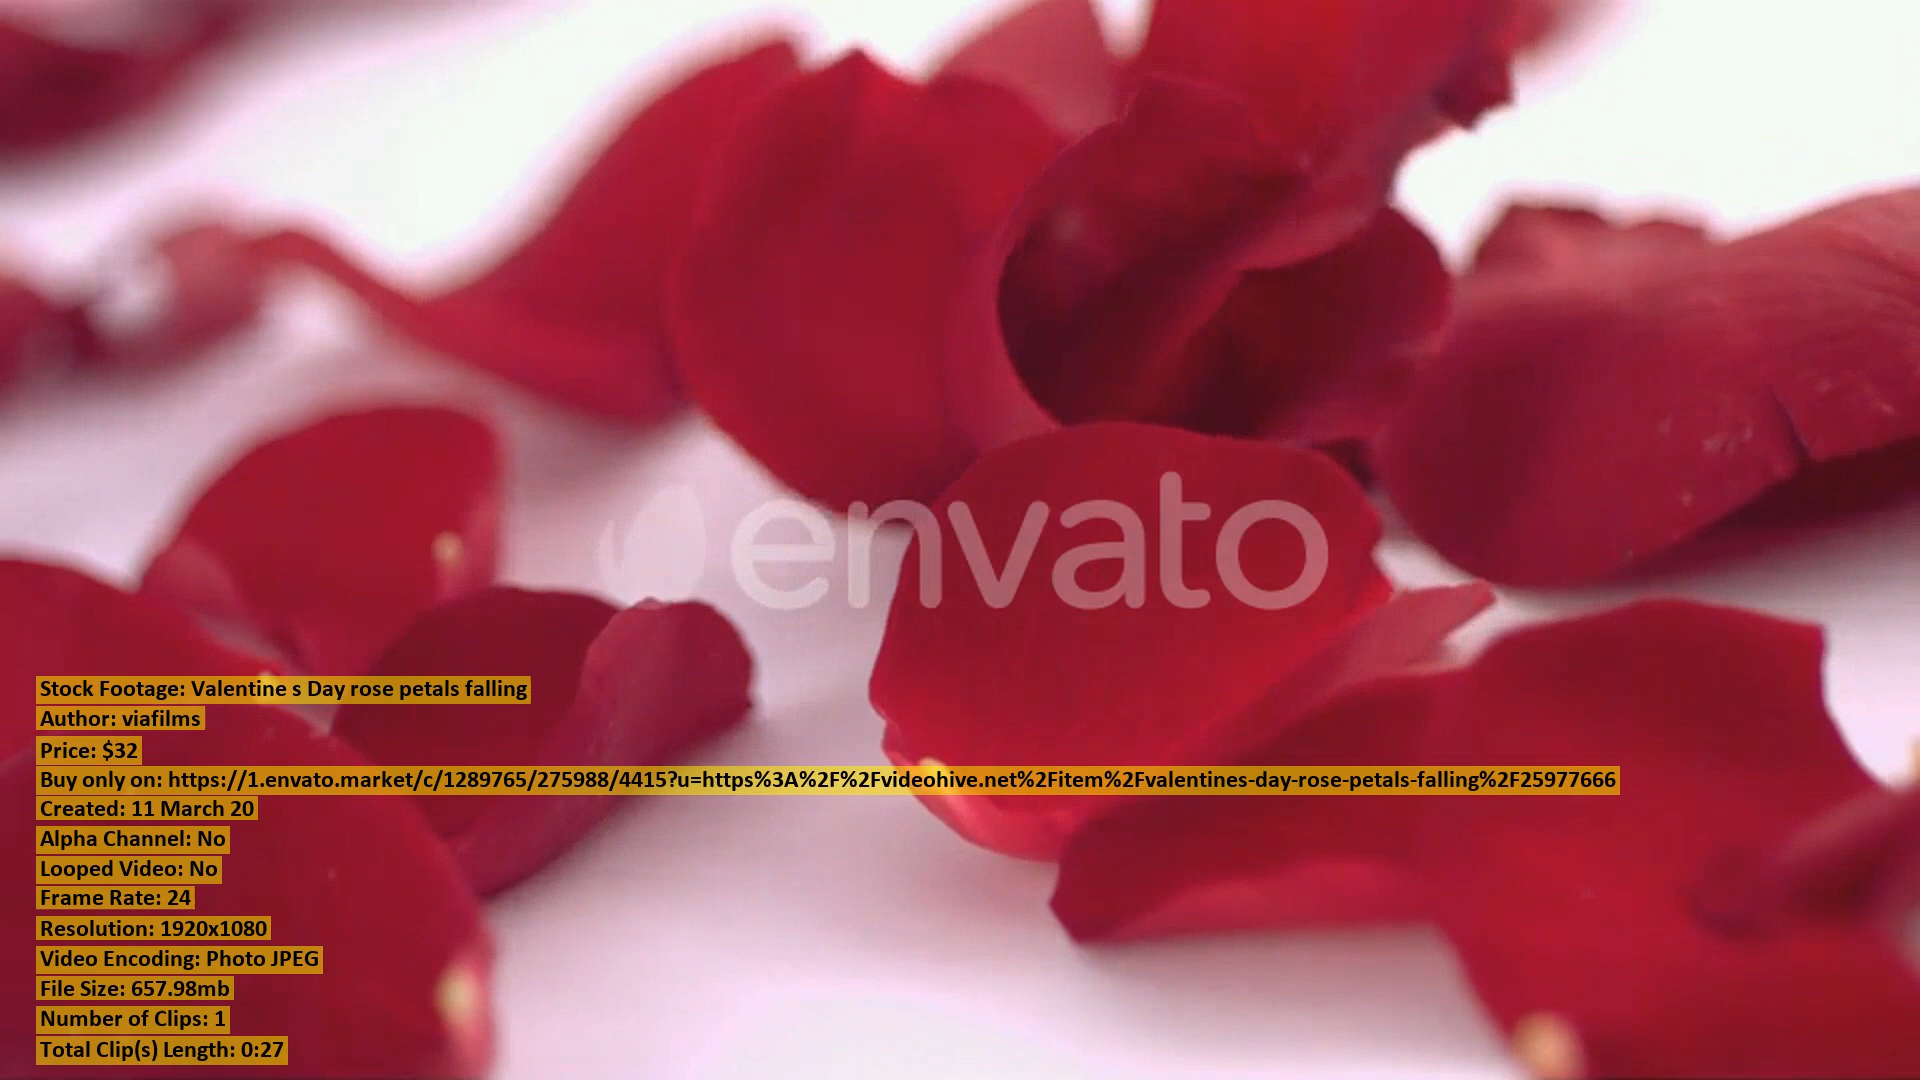 envato
Stock Footage: Valentine s Day rose petals falling
Author: viafilms
Price: $32
Buy only on: https://1.envato.market/c/1289765/275988/4415?u=https%3A%2F%2Fvideohive.net%2Fitem%2Fvalentines-day-rose-petals-falling%2F25977666
Created: 11 March 20
Alpha Channel: No
Looped Video: No
Frame Rate: 24
Resolution: 1920x1080
Video Encoding: Photo JPEG
File Size: 657.98mb
Number of Clips: 1
Total Clip(s) Length: 0:27